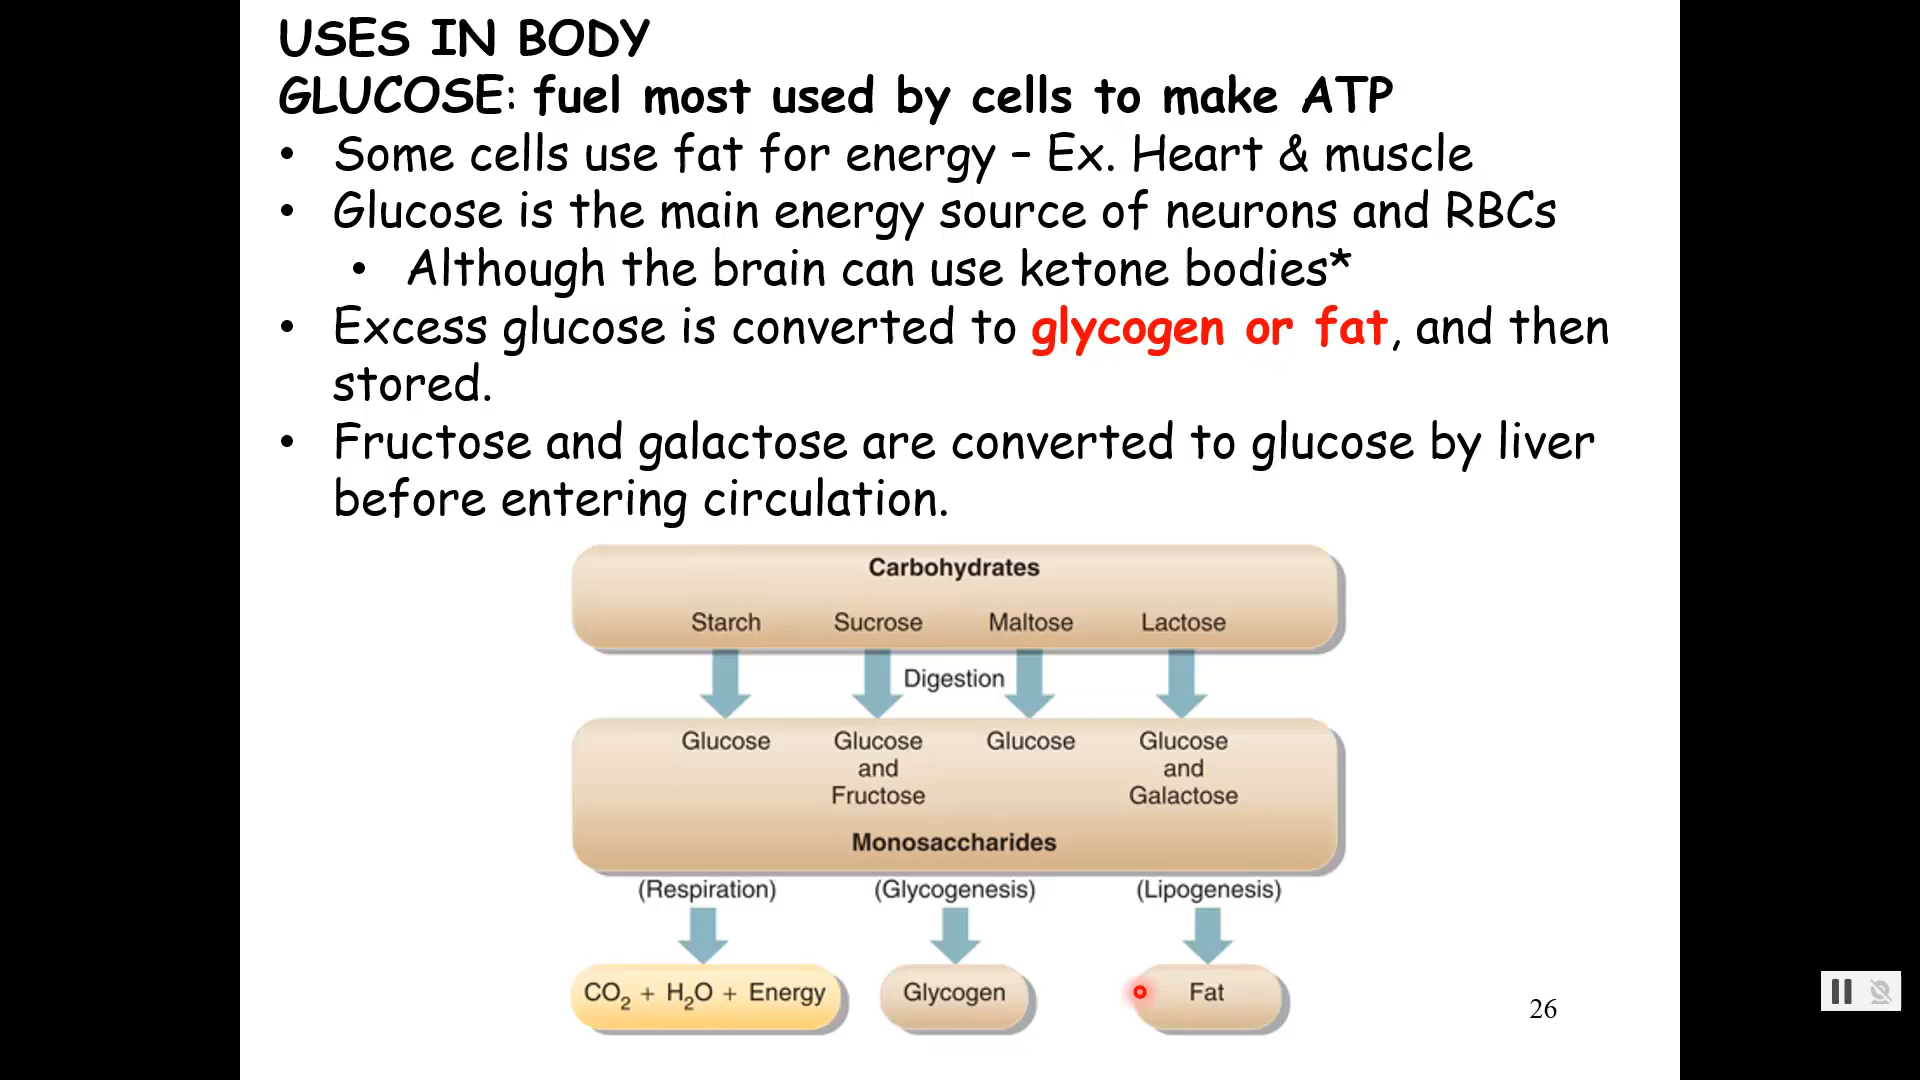 USES IN BODY
GLUCOSE: fuel most used by cells to make ATP
• Some cells use fat for energy – Ex. Heart & muscle
• Glucose is the main energy source of neurons and RBCs
• Although the brain can use ketone bodies*
• Excess glucose is converted to glycogen or fat, and then
stored.
• Fructose and galactose are converted to glucose by liver
before entering circulation.
Carbohydrates
Starch Sucrose Maltose Lactose
Digestion
Glucose Glucose Glucose Glucose
and and
Fructose Galactose
Monosaccharides
(Respiration) (Glycogenesis) (Lipogenesis)
CO₂ + H₂O + Energy Glycogen Fat
26